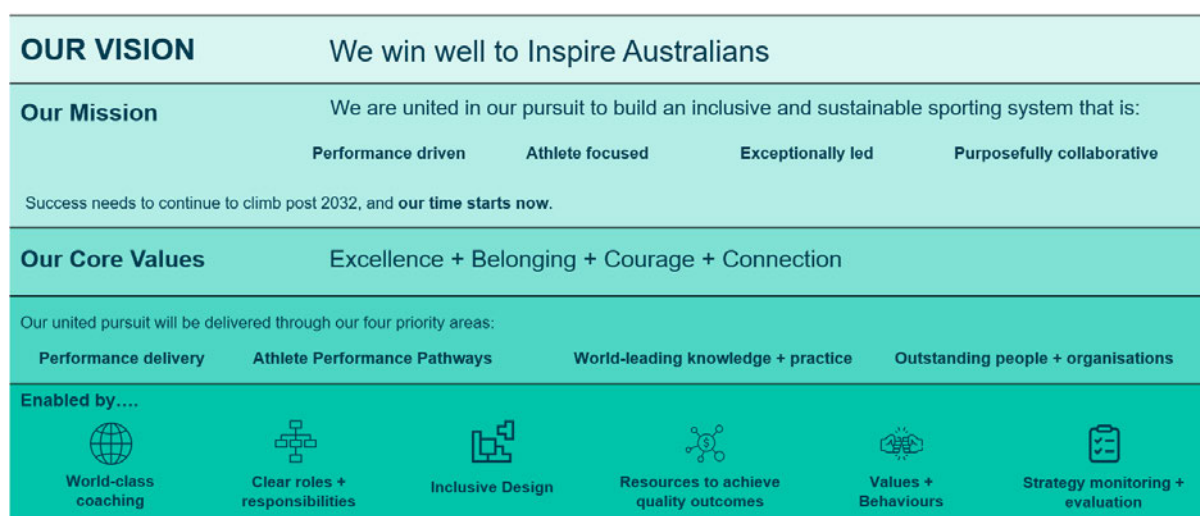 OUR VISION We win well to Inspire Australians
Our Mission We are united in our pursuit to build an inclusive and sustainable sporting system that is:
Performance driven Athlete focused Exceptionally led Purposefully collaborative
Success needs to continue to climb post 2032, and our time starts now.
Our Core Values Excellence + Belonging + Courage + Connection
Our united pursuit will be delivered through our four priority areas:
Performance delivery Athlete Performance Pathways World-leading knowledge + practice Outstanding people + organisations
Enabled by....
$
World-class
coaching
Clear roles +
responsibilities
Inclusive Design
Resources to achieve
quality outcomes
Values +
Behaviours
Strategy monitoring +
evaluation